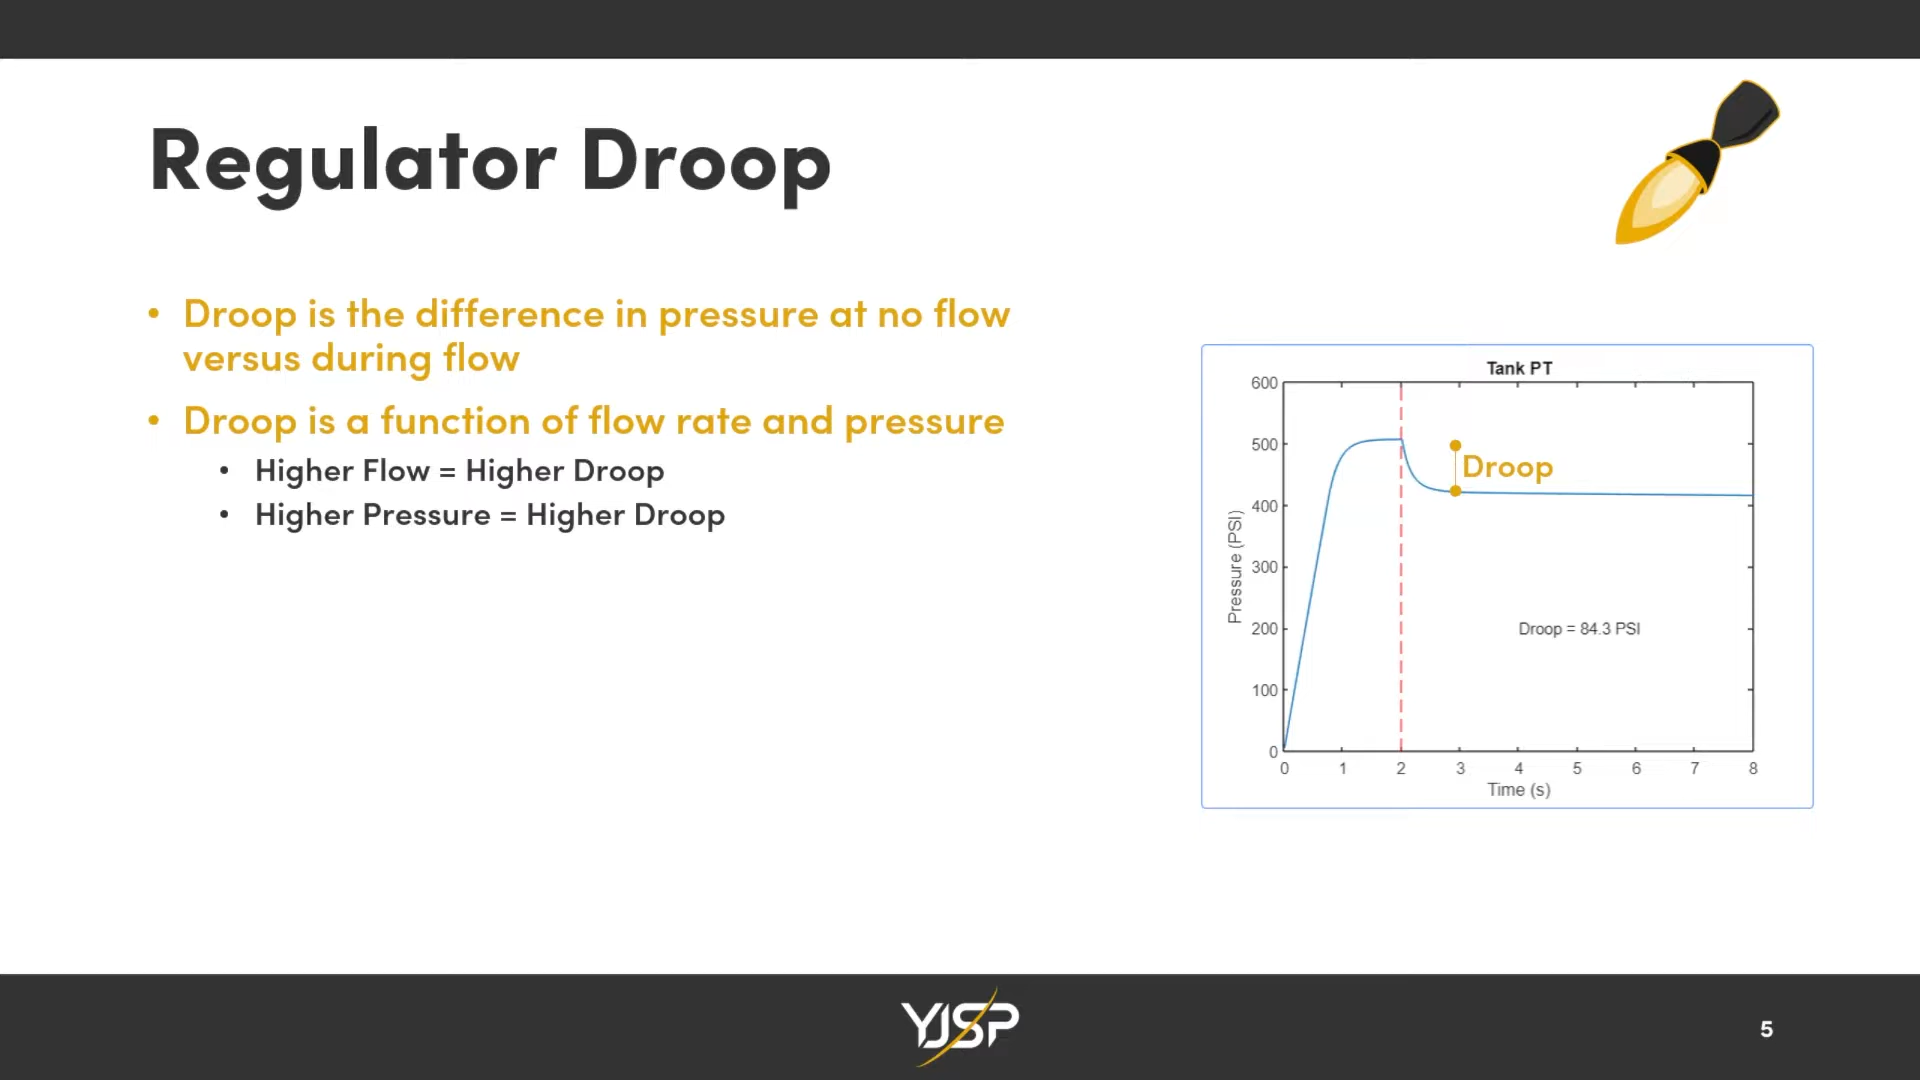 Regulator Droop
• Droop is the difference in pressure at no flow
versus during flow
• Droop is a function of flow rate and pressure
• Higher Flow = Higher Droop
• Higher Pressure = Higher Droop
Tank PT
600
500
400
300
200
100
0
Pressure (PSI)
Droop
Droop = 84.3 PSI
0 1 2 3 4 5 6 7 8
Time (s)
YJSP
5